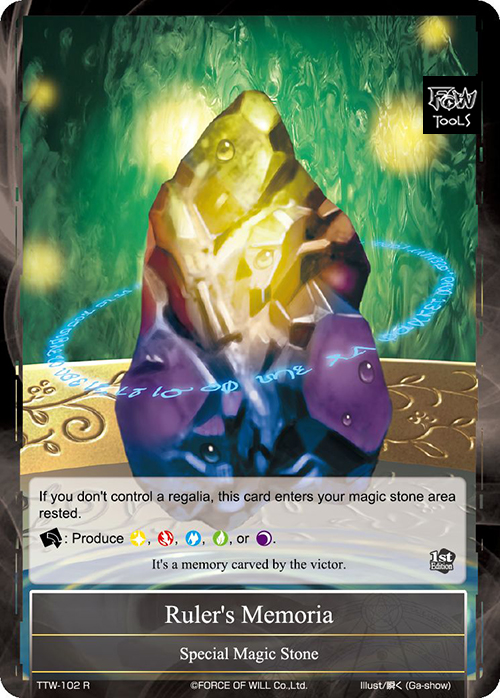 FOW
TOOLS
If you don't control a regalia, this card enters your magic stone area
rested.
: Produce , , , , or .
It's a memory carved by the victor.
1st
Edition
Ruler's Memoria
Special Magic Stone
TTW-102 R ©FORCE OF WILL Co.,Ltd. Illust/瞬く (Ga-show)